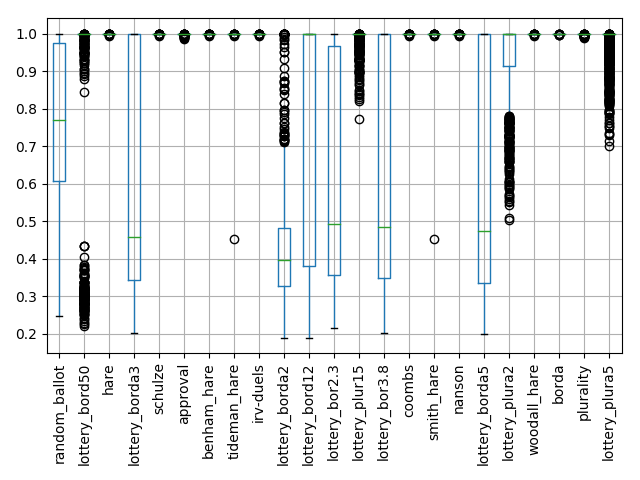 1.0
0.9
0.8
0.7
0.6
0.5
0.4
0.3
0.2
random_ballot
lottery_bord50
hare
lottery_borda3
schulze
approval
benham_hare
tideman_hare
irv-duels
lottery_borda2
lottery_bord12
lottery_bor2.3
lottery_plur15
lottery_bor3.8
coombs
smith_hare
nanson
lottery_borda5
lottery_plura2
woodall_hare
borda
plurality
lottery_plura5